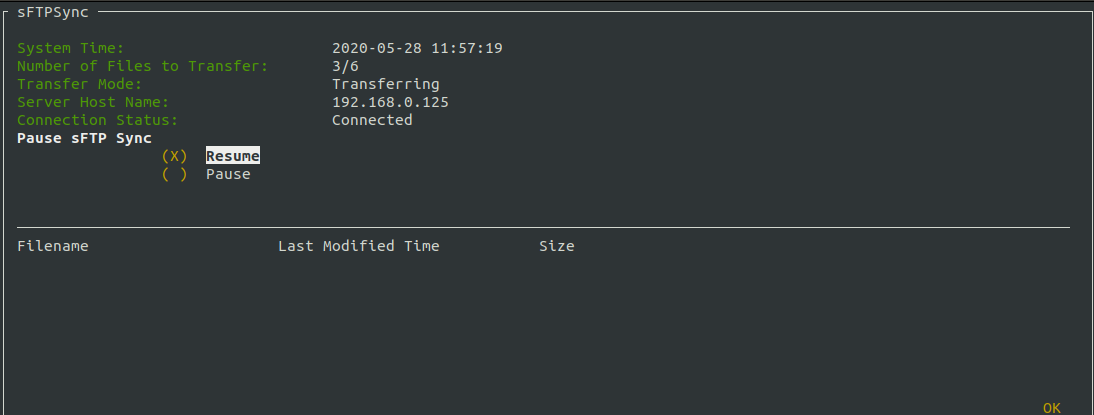 sFTPSync
System Time: 2020-05-28 11:57:19
Number of Files to Transfer: 3/6
Transfer Mode: Transferring
Server Host Name: 192.168.0.125
Connection Status: Connected
Pause sFTP Sync
(X) Resume
( ) Pause
Filename Last Modified Time Size
OK